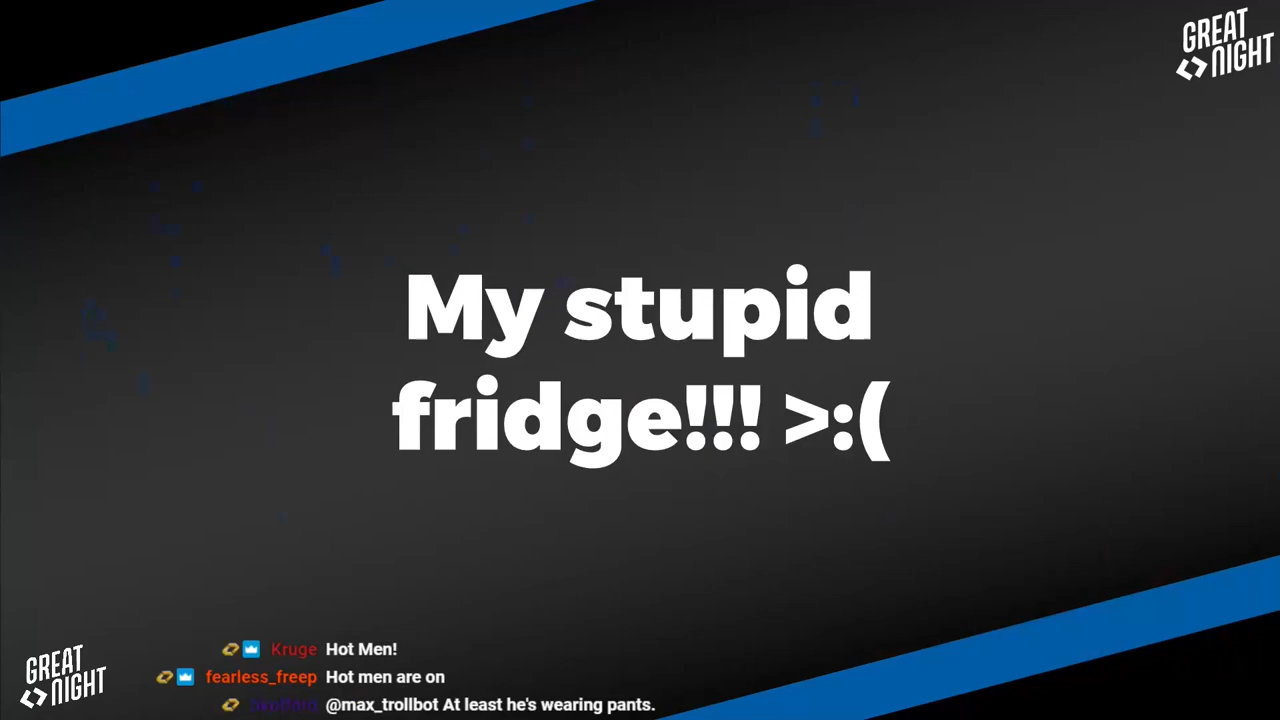 GREAT
NIGHT
My stupid
fridge!!! >:(
GREAT
NIGHT
Kruge Hot Men!
fearless_freep Hot men are on
@max_trollbot At least he's wearing pants.